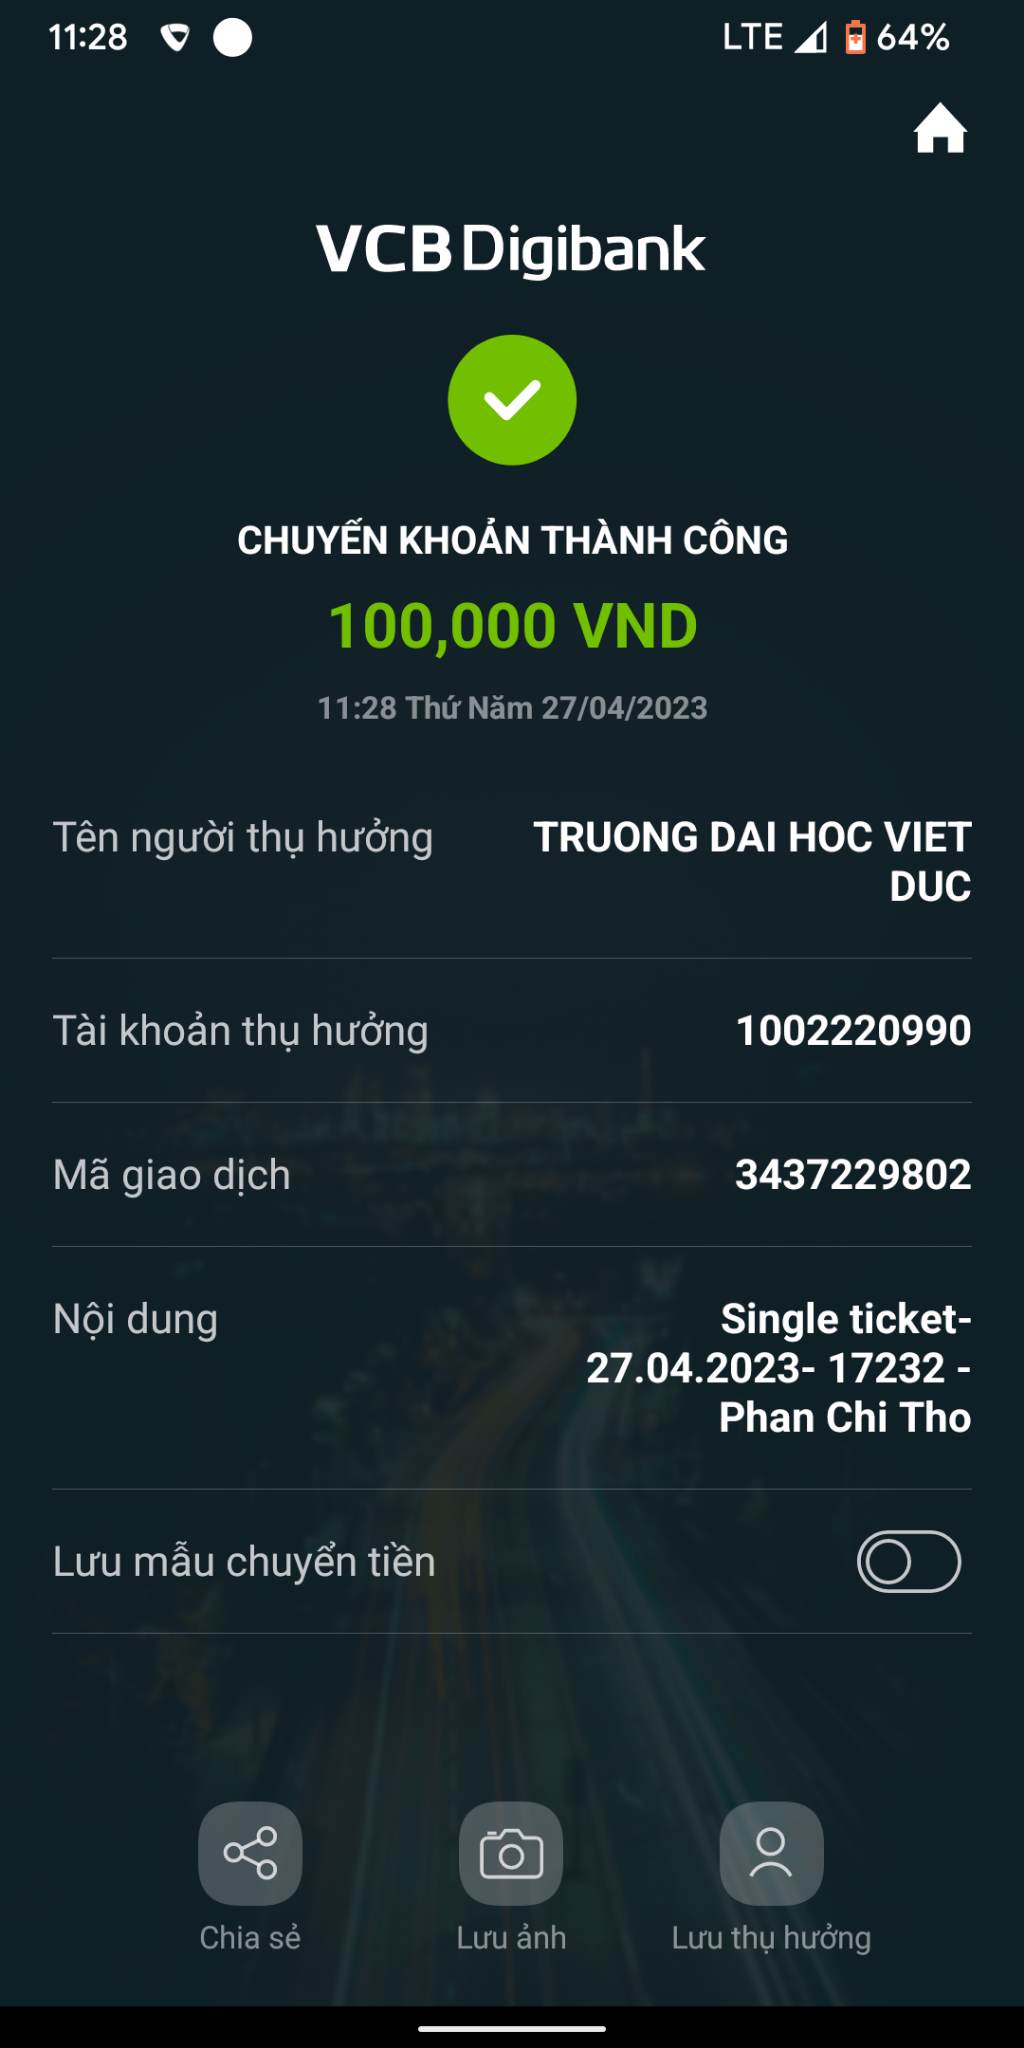 11:28 LTE 64%
VCB Digibank
CHUYỂN KHOẢN THÀNH CÔNG
100,000 VND
11:28 Thứ Năm 27/04/2023
Tên người thụ hưởng TRUONG DAI HOC VIET
DUC
Tài khoản thụ hưởng 1002220990
Mã giao dịch 3437229802
Nội dung Single ticket-
27.04.2023- 17232 -
Phan Chi Tho
Lưu mẫu chuyển tiền
Chia sẻ Lưu ảnh Lưu thụ hưởng